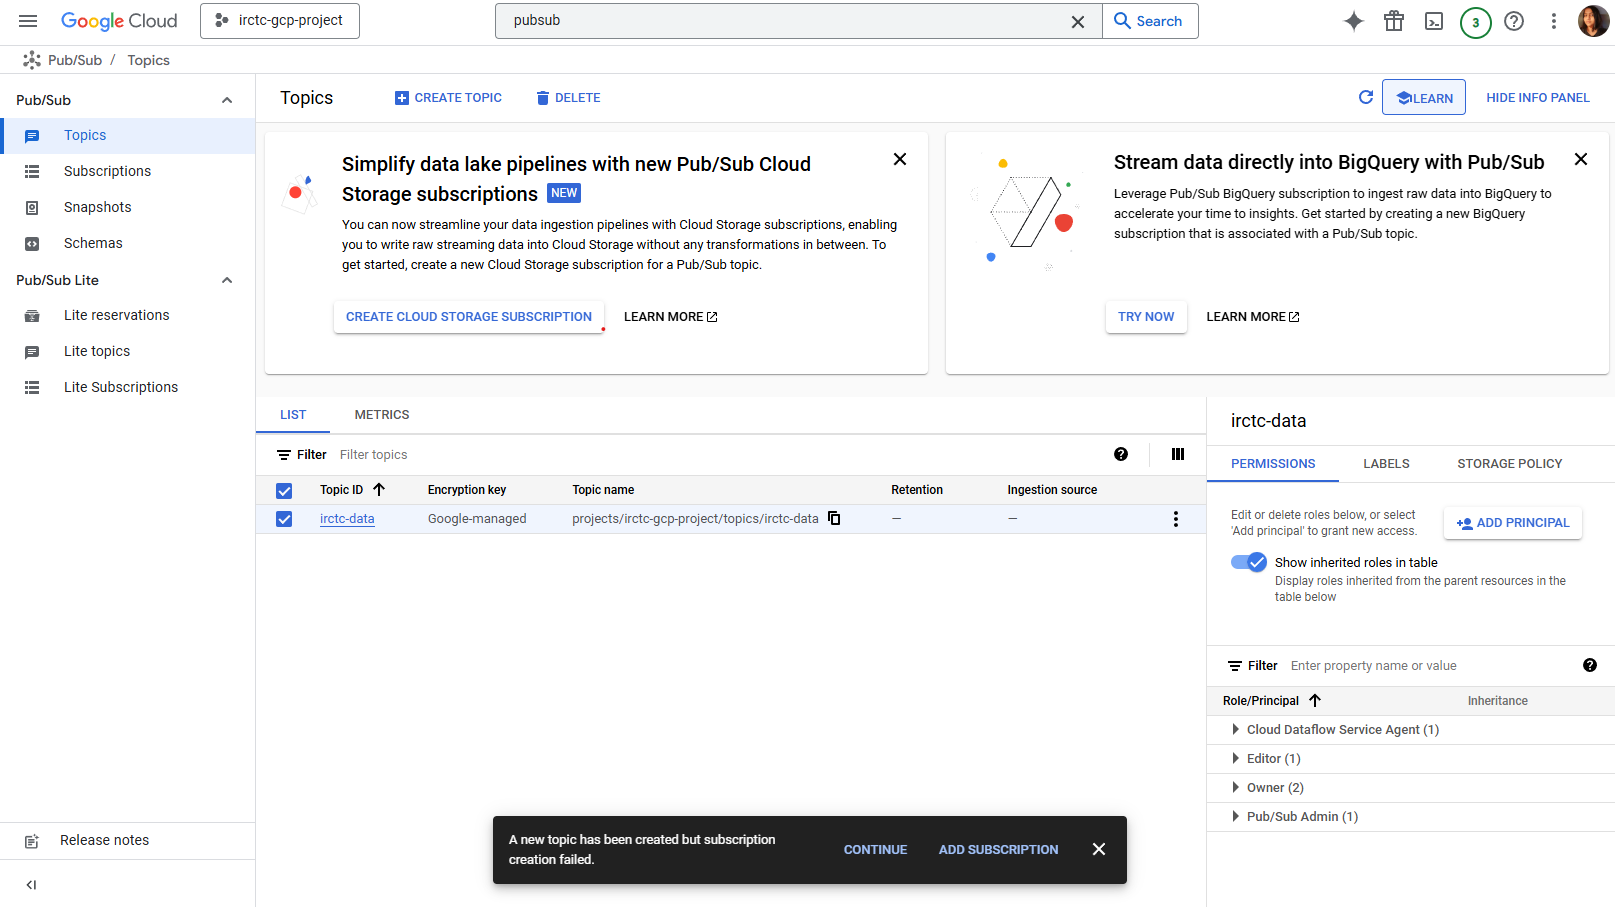 Google Cloud
irctc-gcp-project
pubsub
Search
3
Pub/Sub / Topics
Pub/Sub
Topics
Subscriptions
Snapshots
Schemas
Pub/Sub Lite
Lite reservations
Lite topics
Lite Subscriptions
Release notes
Topics
CREATE TOPIC
DELETE
LEARN
HIDE INFO PANEL
Simplify data lake pipelines with new Pub/Sub Cloud
Storage subscriptions NEW
You can now streamline your data ingestion pipelines with Cloud Storage subscriptions, enabling
you to write raw streaming data into Cloud Storage without any transformations in between. To
get started, create a new Cloud Storage subscription for a Pub/Sub topic.
CREATE CLOUD STORAGE SUBSCRIPTION
LEARN MORE
Stream data directly into BigQuery with Pub/Sub
Leverage Pub/Sub BigQuery subscription to ingest raw data into BigQuery to
accelerate your time to insights. Get started by creating a new BigQuery
subscription that is associated with a Pub/Sub topic.
TRY NOW
LEARN MORE
LIST
METRICS
Filter Filter topics
Topic ID Encryption key Topic name Retention Ingestion source
irctc-data Google-managed projects/irctc-gcp-project/topics/irctc-data — —
irctc-data
PERMISSIONS
LABELS
STORAGE POLICY
Edit or delete roles below, or select
'Add principal' to grant new access.
ADD PRINCIPAL
Show inherited roles in table
Display roles inherited from the parent resources in the
table below
Filter Enter property name or value
Role/Principal Inheritance
Cloud Dataflow Service Agent (1)
Editor (1)
Owner (2)
Pub/Sub Admin (1)
A new topic has been created but subscription
creation failed.
CONTINUE
ADD SUBSCRIPTION